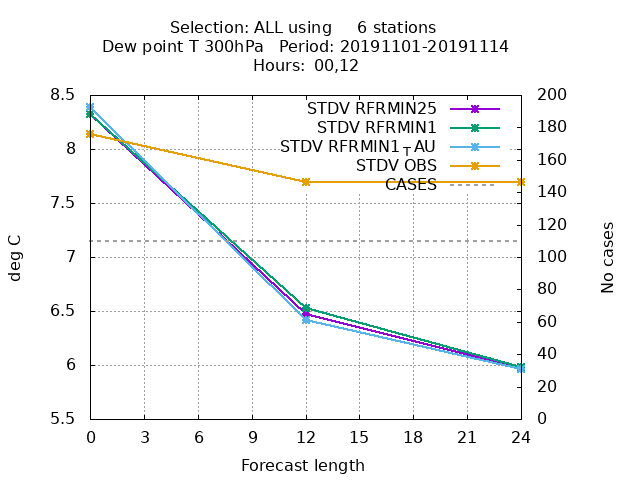 Selection: ALL using     6 stations
Dew point T 300hPa   Period: 20191101-20191114
Hours:  00,12
STDV RFRMIN25
STDV RFRMIN1
STDV RFRMIN1┬AU
STDV OBS
CASES
deg C
8.5
8
7.5
7
6.5
6
5.5
No cases
200
180
160
140
120
100
80
60
40
20
0
0 3 6 9 12 15 18 21 24
Forecast length